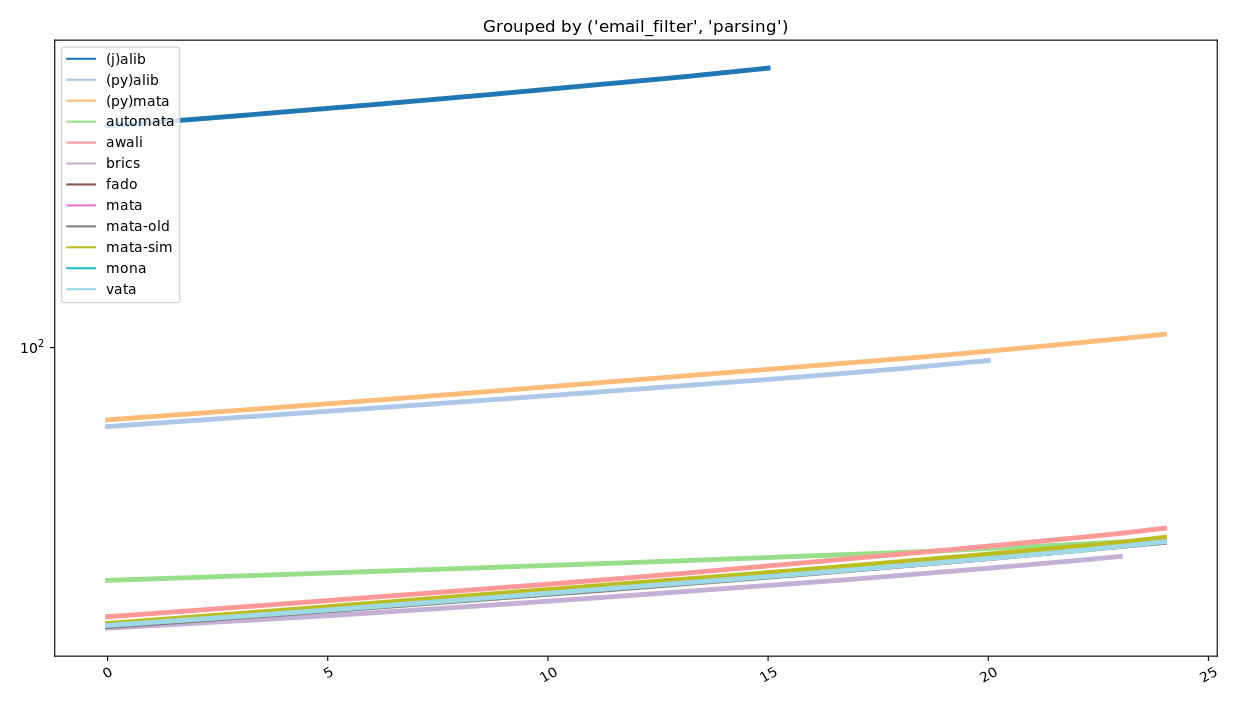 Grouped by ('email_filter', 'parsing')
(j)alib
(py)alib
(py)mata
automata
awali
brics
fado
mata
mata-old
mata-sim
mona
vata
10²
0
5
10
15
20
25